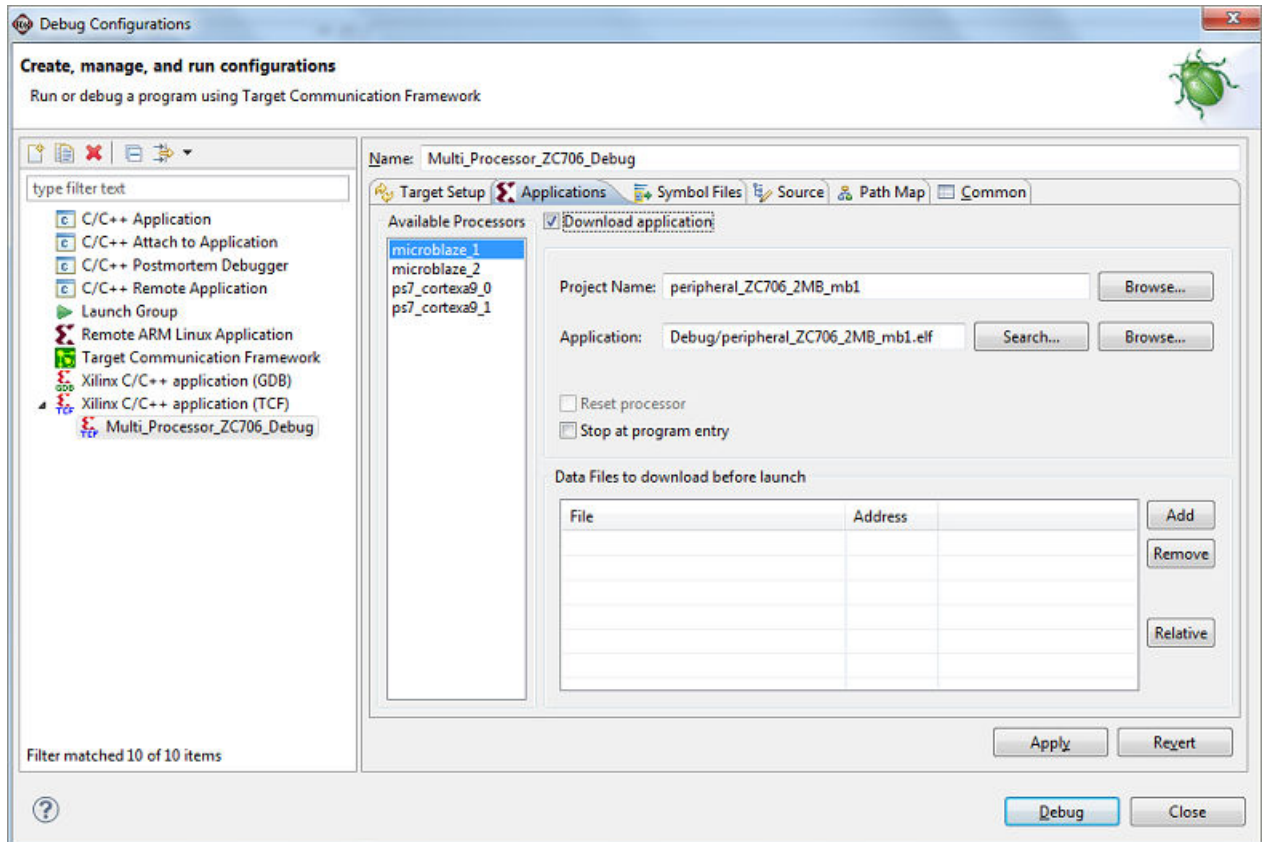 Debug Configurations
Create, manage, and run configurations
Run or debug a program using Target Communication Framework
type filter text
C/C++ Application
C/C++ Attach to Application
C/C++ Postmortem Debugger
C/C++ Remote Application
Launch Group
Remote ARM Linux Application
Target Communication Framework
Xilinx C/C++ application (GDB)
Xilinx C/C++ application (TCF)
Multi_Processor_ZC706_Debug
Filter matched 10 of 10 items
Name: Multi_Processor_ZC706_Debug
Target Setup Applications Symbol Files Source Path Map Common
Available Processors
microblaze_1
microblaze_2
ps7_cortexa9_0
ps7_cortexa9_1
Download application
Project Name: peripheral_ZC706_2MB_mb1 Browse...
Application: Debug/peripheral_ZC706_2MB_mb1.elf Search... Browse...
Reset processor
Stop at program entry
Data Files to download before launch
File Address
Add
Remove
Relative
Apply Revert
Debug Close